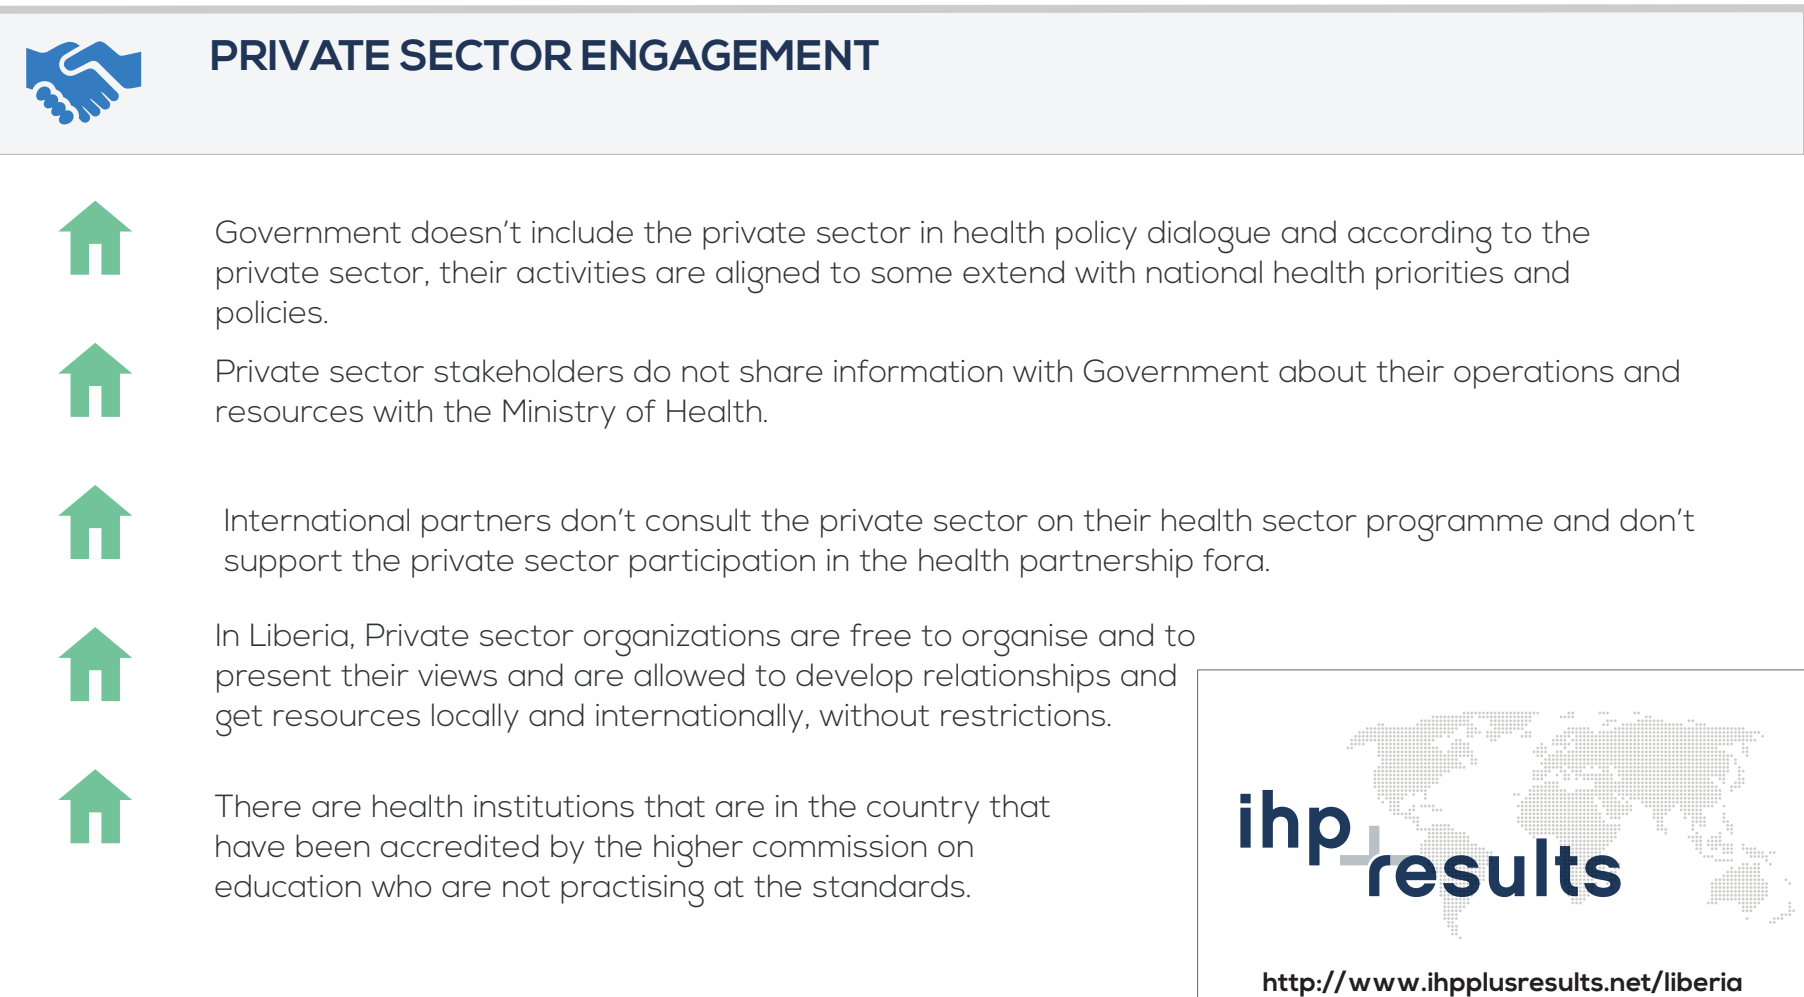 PRIVATE SECTOR ENGAGEMENT
Government doesn’t include the private sector in health policy dialogue and according to the
private sector, their activities are aligned to some extend with national health priorities and
policies.
Private sector stakeholders do not share information with Government about their operations and
resources with the Ministry of Health.
International partners don’t consult the private sector on their health sector programme and don’t
support the private sector participation in the health partnership fora.
In Liberia, Private sector organizations are free to organise and to
present their views and are allowed to develop relationships and
get resources locally and internationally, without restrictions.
There are health institutions that are in the country that
have been accredited by the higher commission on
education who are not practising at the standards.
ihp+
results
http://www.ihpplusresults.net/liberia